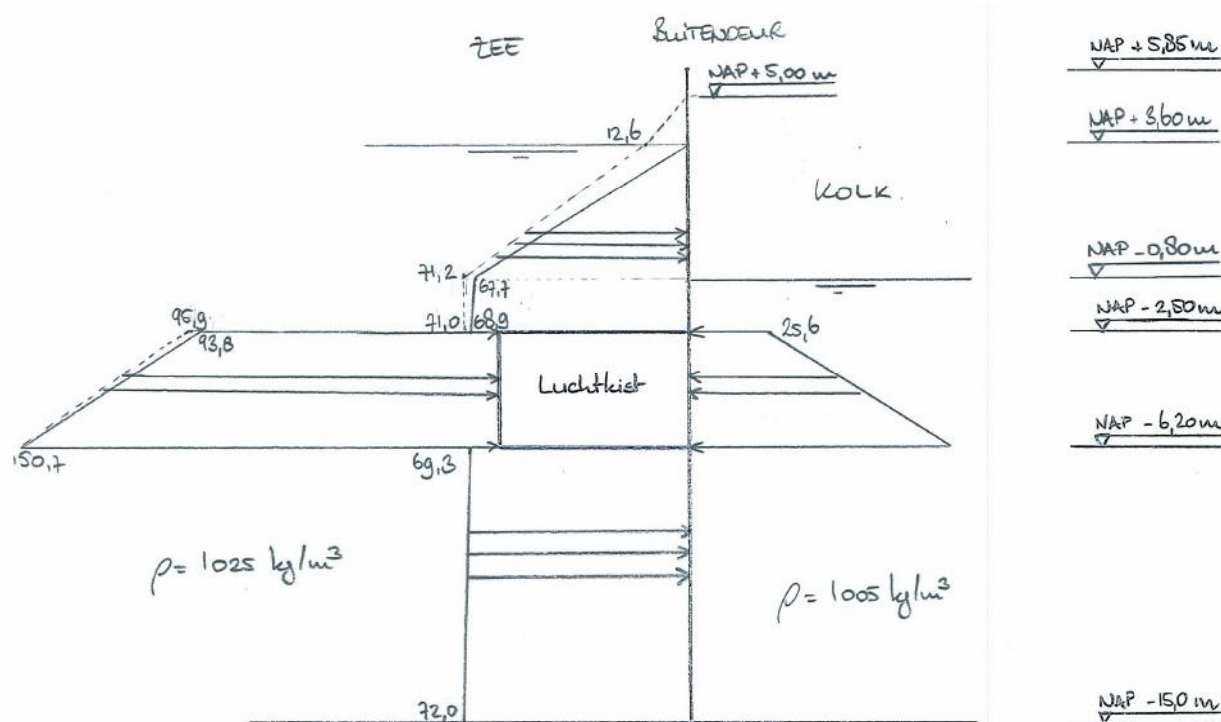 ZEE
BUITENDEUR
NAP + 5,85 m
NAP + 5,00 m
12,6
NAP + 3,60 m
KOLK.
71,2
67,7
NAP - 0,80 m
95,9
93,8
71,0
68,9
25,6
NAP - 2,50 m
Luchtkist
150,7
69,3
NAP - 6,20 m
ρ = 1025 kg/m³
ρ = 1005 kg/m³
72,0
NAP - 15,0 m